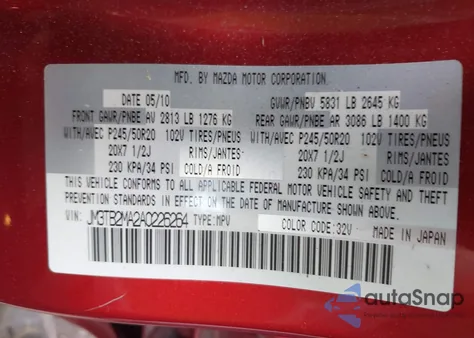 MFD. BY MAZDA MOTOR CORPORATION
DATE 05/10 GVWR/PNBV 5831 LB 2645 KG
FRONT GAWR/PNBE AV 2813 LB 1276 KG REAR GAWR/PNBE AR 3086 LB 1400 KG
WITH/AVEC P245/50R20 102V TIRES/PNEUS WITH/AVEC P245/50R20 102V TIRES/PNEUS
20X7 1/2J RIMS/JANTES 20X7 1/2J RIMS/JANTES
230 KPA/34 PSI COLD/A FROID 230 KPA/34 PSI COLD/A FROID
THIS VEHICLE CONFORMS TO ALL APPLICABLE FEDERAL MOTOR VEHICLE SAFETY AND THEFT
PREVENTION STANDARDS IN EFFECT ON THE DATE OF MANUFACTURE SHOWN ABOVE.
VIN: JM3TB2MA2A0226264 TYPE:MPV COLOR CODE:32V MADE IN JAPAN
autoSnap